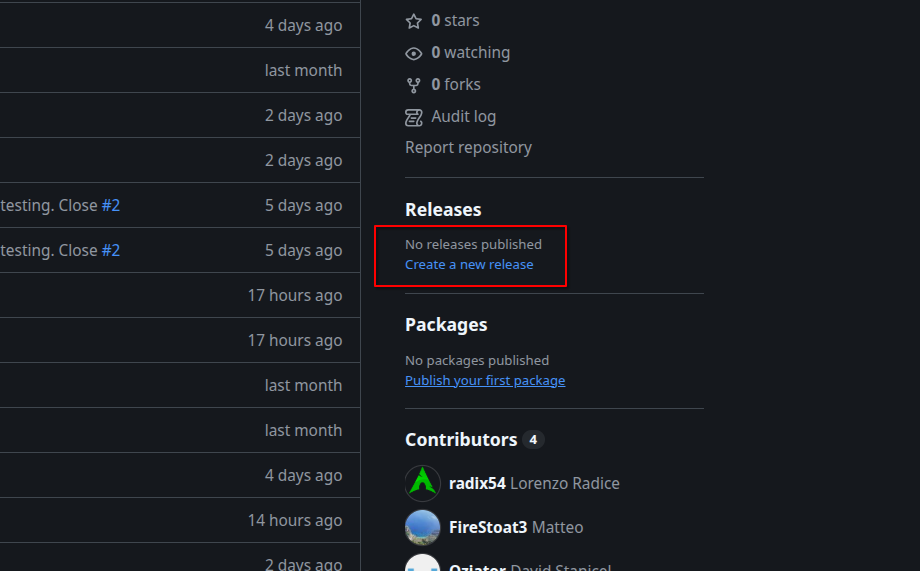 4 days ago
last month
2 days ago
2 days ago
testing. Close #2
5 days ago
testing. Close #2
5 days ago
17 hours ago
17 hours ago
last month
last month
4 days ago
14 hours ago
2 days ago
0 stars
0 watching
0 forks
Audit log
Report repository
Releases
No releases published
Create a new release
Packages
No packages published
Publish your first package
Contributors 4
radix54 Lorenzo Radice
FireStoat3 Matteo